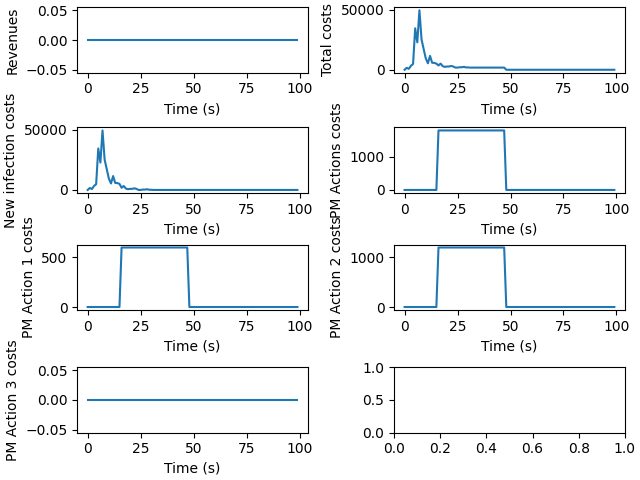 Revenues
0.05
0.00
−0.05
0 25 50 75 100
Time (s)
Total costs
50000
0
0 25 50 75 100
Time (s)
New infection costs
50000
0
0 25 50 75 100
Time (s)
PM Actions costs
1000
0
0 25 50 75 100
Time (s)
PM Action 1 costs
500
0
0 25 50 75 100
Time (s)
PM Action 2 costs
1000
0
0 25 50 75 100
Time (s)
PM Action 3 costs
0.05
0.00
−0.05
0 25 50 75 100
Time (s)
1.0
0.5
0.0
0.0 0.2 0.4 0.6 0.8 1.0